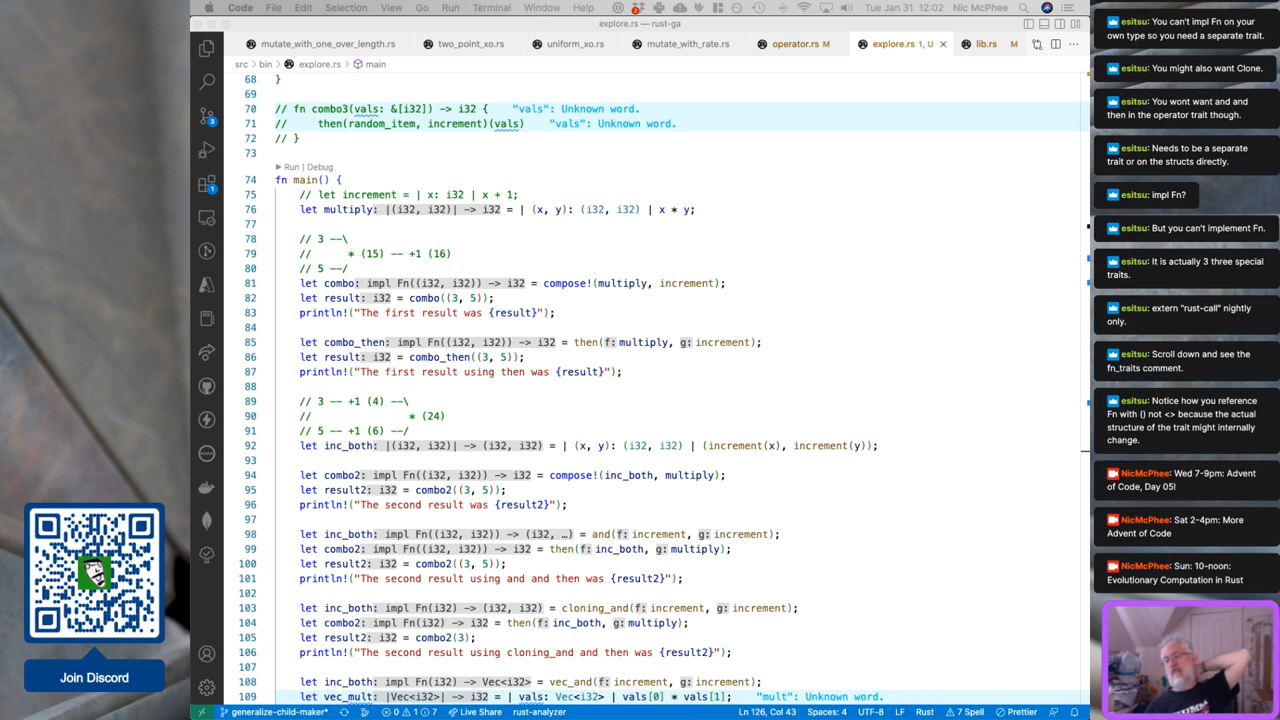 Code File Edit Selection View Go Run Terminal Window Help
Tue Jan 31 12:02 Nic McPhee
explore.rs — rust-ga
mutate_with_one_over_length.rs two_point_xo.rs uniform_xo.rs mutate_with_rate.rs operator.rs M explore.rs 1, U lib.rs M
src > bin > explore.rs > main
68 }
69
70 // fn combo3(vals: &[i32]) -> i32 { "vals": Unknown word.
71 // then(random_item, increment)(vals) "vals": Unknown word.
72 // }
73
Run | Debug
74 fn main() {
75 // let increment = | x: i32 | x + 1;
76 let multiply: |(i32, i32)| -> i32 = | (x, y): (i32, i32) | x * y;
77
78 // 3 --\
79 // * (15) -- +1 (16)
80 // 5 --/
81 let combo: impl Fn((i32, i32)) -> i32 = compose!(multiply, increment);
82 let result: i32 = combo((3, 5));
83 println!("The first result was {result}");
84
85 let combo_then: impl Fn((i32, i32)) -> i32 = then(f: multiply, g: increment);
86 let result: i32 = combo_then((3, 5));
87 println!("The first result using then was {result}");
88
89 // 3 -- +1 (4) --\
90 // * (24)
91 // 5 -- +1 (6) --/
92 let inc_both: |(i32, i32)| -> (i32, i32) = | (x, y): (i32, i32) | (increment(x), increment(y));
93
94 let combo2: impl Fn((i32, i32)) -> i32 = compose!(inc_both, multiply);
95 let result2: i32 = combo2((3, 5));
96 println!("The second result was {result2}");
97
98 let inc_both: impl Fn((i32, i32)) -> (i32, …) = and(f: increment, g: increment);
99 let combo2: impl Fn((i32, i32)) -> i32 = then(f: inc_both, g: multiply);
100 let result2: i32 = combo2((3, 5));
101 println!("The second result using and and then was {result2}");
102
103 let inc_both: impl Fn(i32) -> (i32, i32) = cloning_and(f: increment, g: increment);
104 let combo2: impl Fn(i32) -> i32 = then(f: inc_both, g: multiply);
105 let result2: i32 = combo2(3);
106 println!("The second result using cloning_and and then was {result2}");
107
108 let inc_both: impl Fn(i32) -> Vec<i32> = vec_and(f: increment, g: increment);
109 let vec_mult: |Vec<i32>| -> i32 = | vals: Vec<i32> | vals[0] * vals[1]; "mult": Unknown word.
generalize-child-maker* 0 1 7 Live Share rust-analyzer Ln 126, Col 43 Spaces: 4 UTF-8 LF Rust 7 Spell Prettier
3
1
Join Discord
esitsu: You can't impl Fn on your
own type so you need a separate trait.
esitsu: You might also want Clone.
esitsu: You wont want and and
then in the operator trait though.
esitsu: Needs to be a separate
trait or on the structs directly.
esitsu: impl Fn?
esitsu: But you can't implement Fn.
esitsu: It is actually 3 three special
traits.
esitsu: extern "rust-call" nightly
only.
esitsu: Scroll down and see the
fn_traits comment.
esitsu: Notice how you reference
Fn with () not <> because the actual
structure of the trait might internally
change.
NicMcPhee: Wed 7-9pm: Advent
of Code, Day 05!
NicMcPhee: Sat 2-4pm: More
Advent of Code
NicMcPhee: Sun: 10-noon:
Evolutionary Computation in Rust